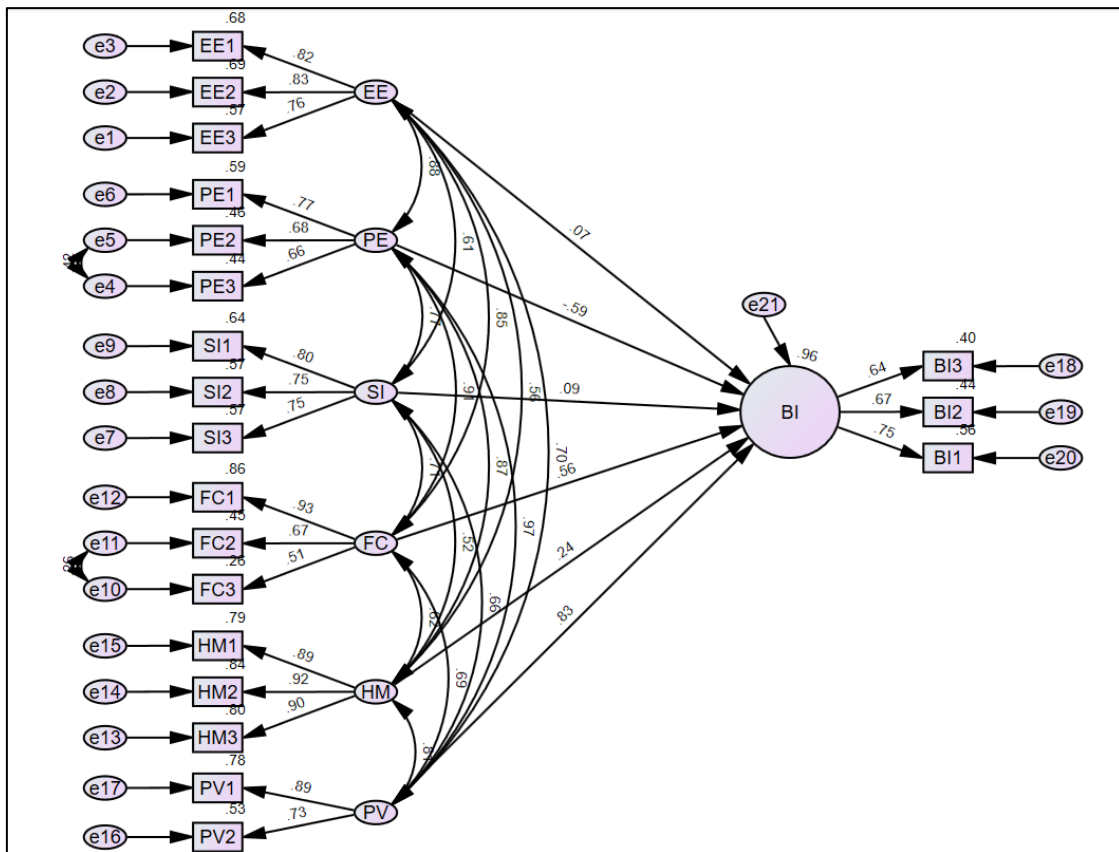 .68
e3 EE1 .82
.69
e2 EE2 .83 EE
.57
e1 EE3 .76
.88
.59
e6 PE1 .77
.46
e5 PE2 .68 PE .61 .07
.44
e4 PE3 .66
.85 -.59 e21
.64 .77
e9 SI1 .80 .96 .40
.57 BI3 e18
e8 SI2 .75 SI .91 .56 .09 .64
.57 .44
e7 SI3 .75 BI .67 BI2 e19
.75 .56
BI1 e20
.86 .77 .87 .70 .56
e12 FC1 .93
.45
e11 FC2 .67 FC .52 .97
.26
e10 FC3 .51 .24
.66 .83
.79
e15 HM1 .89 .69
.84
e14 HM2 .92 HM
.80
e13 HM3 .90
.78
e17 PV1 .89
.53 PV
e16 PV2 .73